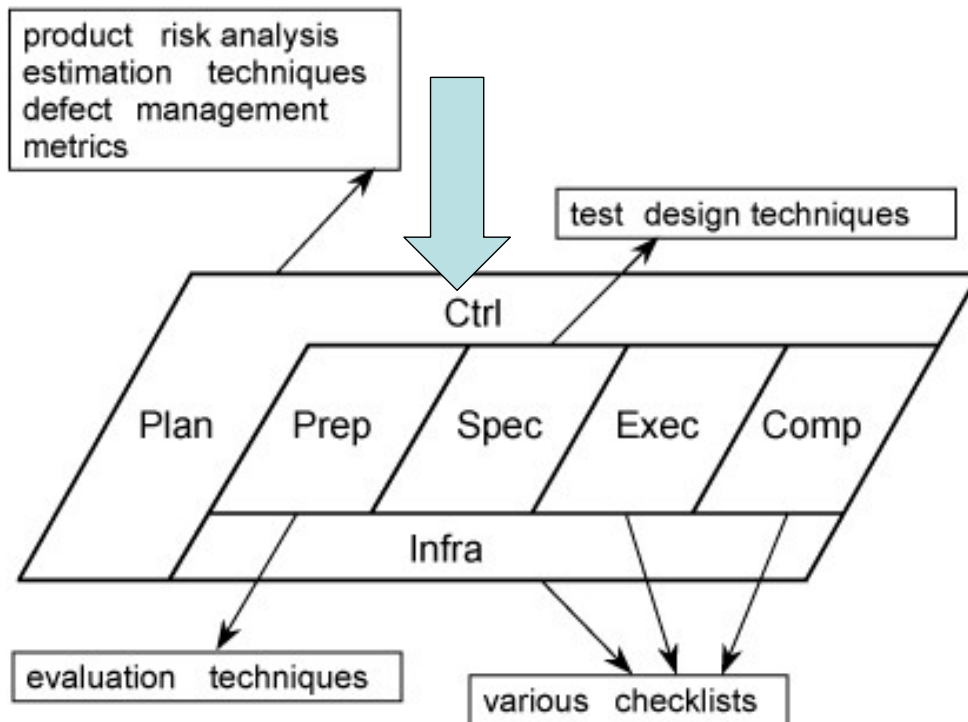 product risk analysis
estimation techniques
defect management
metrics
test design techniques
Ctrl
Plan
Prep
Spec
Exec
Comp
Infra
evaluation techniques
various checklists